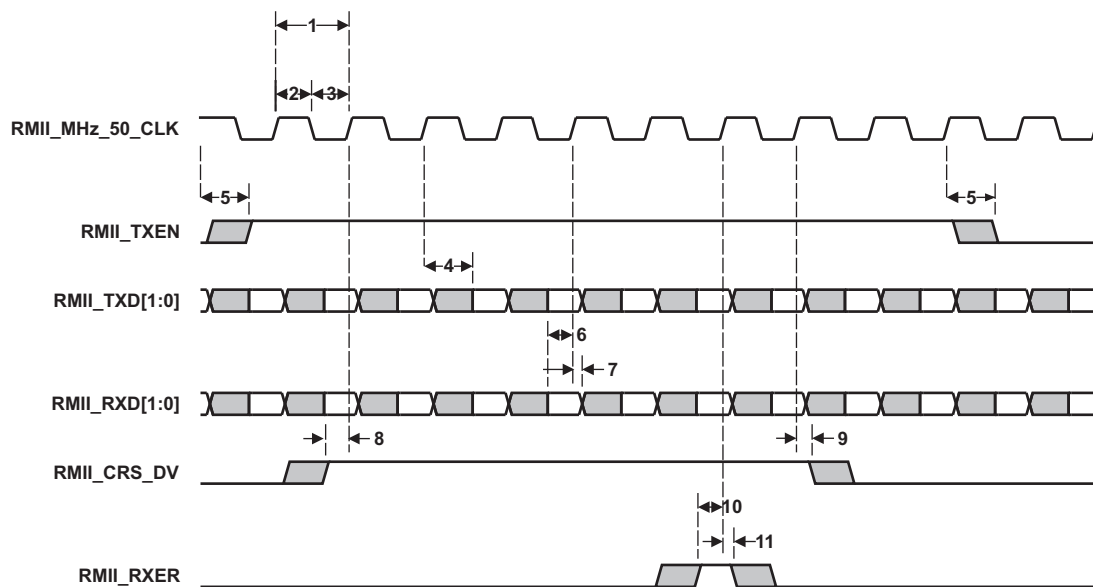 1
2 3
RMII_MHz_50_CLK
5 5
RMII_TXEN
4
RMII_TXD[1:0]
6
7
RMII_RXD[1:0]
8 9
RMII_CRS_DV
10
11
RMII_RXER